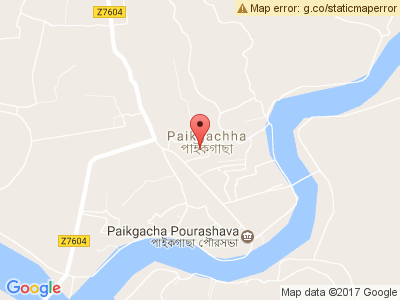 Map error: g.co/staticmaperror
Z7604
Paikgachha
পাইকগাছা
Paikgacha Pourashava
পাইকগাছা পৌরসভা
Z7604
Google
Map data ©2017 Google